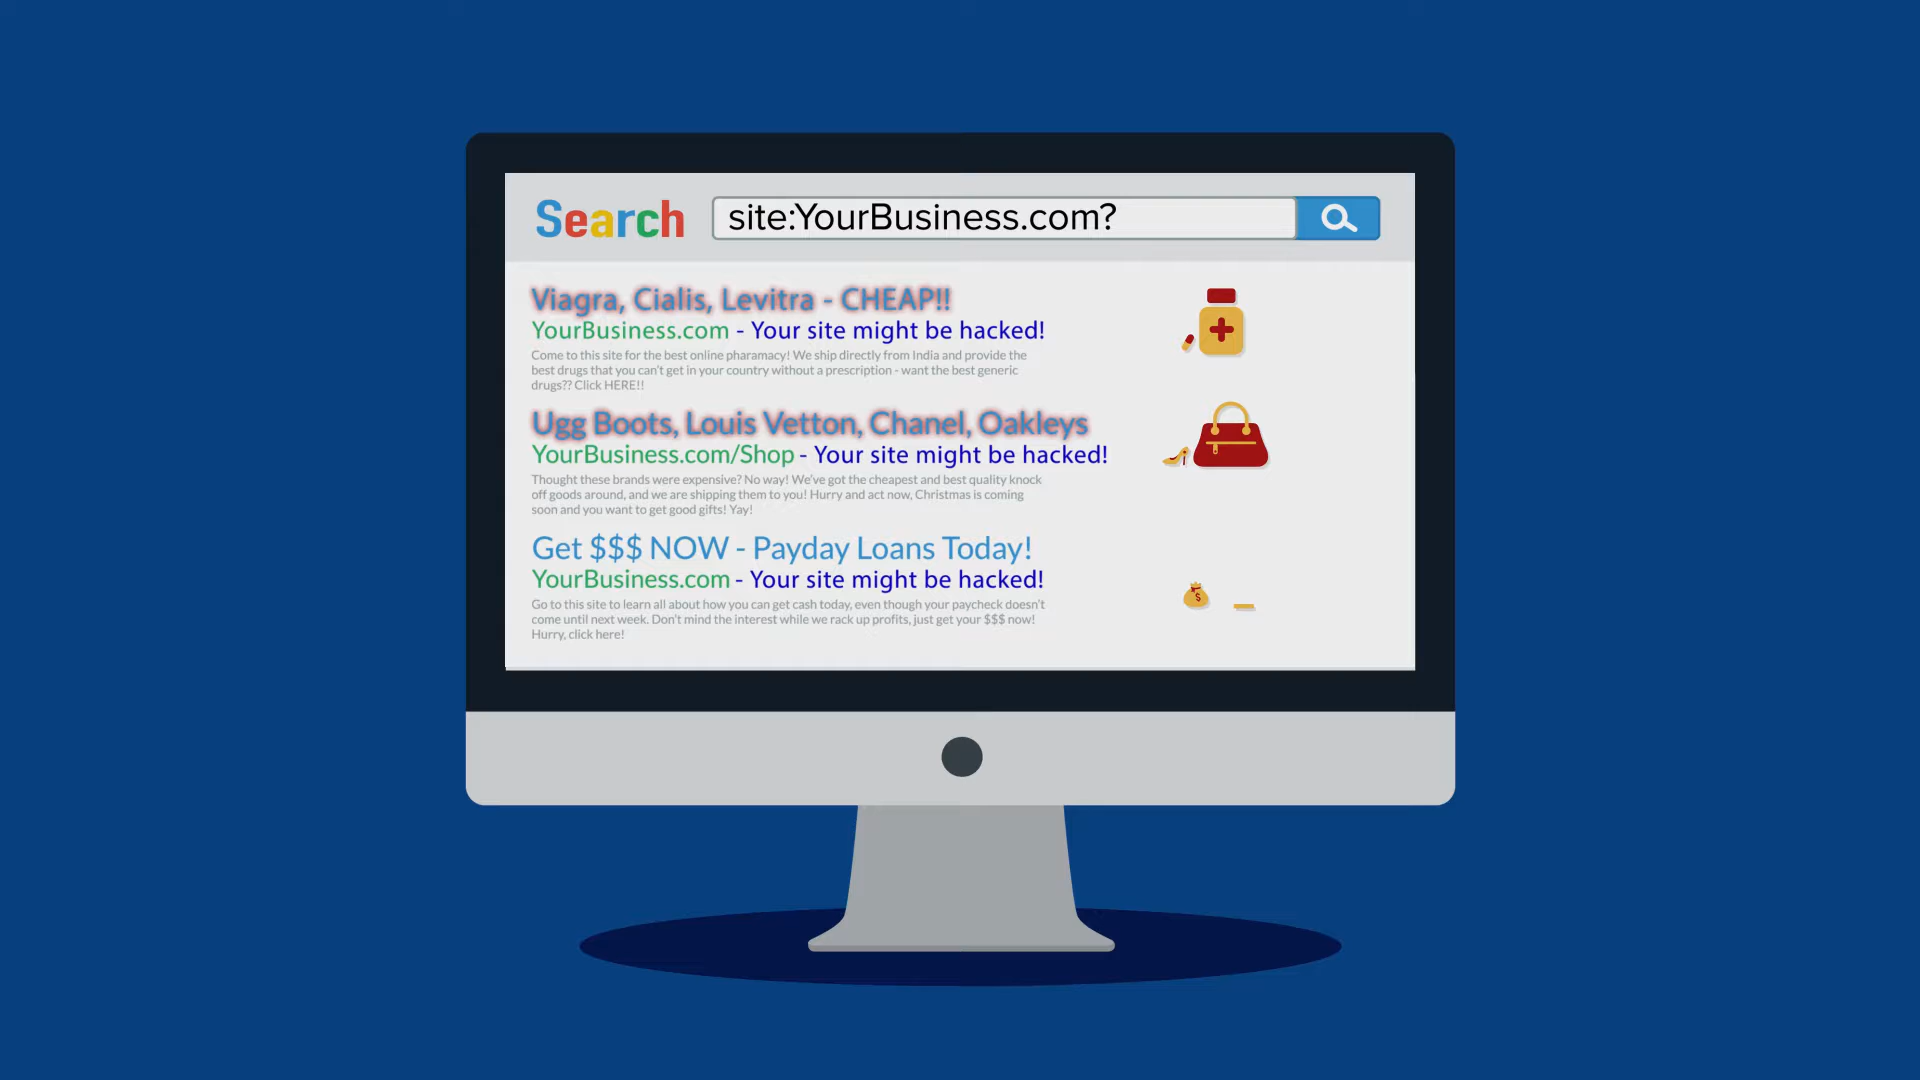 Search site:YourBusiness.com?
Viagra, Cialis, Levitra - CHEAP!!
YourBusiness.com - Your site might be hacked!
Come to this site for the best online pharamacy! We ship directly from India and provide the
best drugs that you can't get in your country without a prescription - want the best generic
drugs?? Click HERE!!
Ugg Boots, Louis Vetton, Chanel, Oakleys
YourBusiness.com/Shop - Your site might be hacked!
Thought these brands were expensive? No way! We've got the cheapest and best quality knock
off goods around, and we are shipping them to you! Hurry and act now, Christmas is coming
soon and you want to get good gifts! Yay!
Get $$$ NOW - Payday Loans Today!
YourBusiness.com - Your site might be hacked!
Go to this site to learn all about how you can get cash today, even though your paycheck doesn't
come until next week. Don't mind the interest while we rack up profits, just get your $$$ now!
Hurry, click here!
$